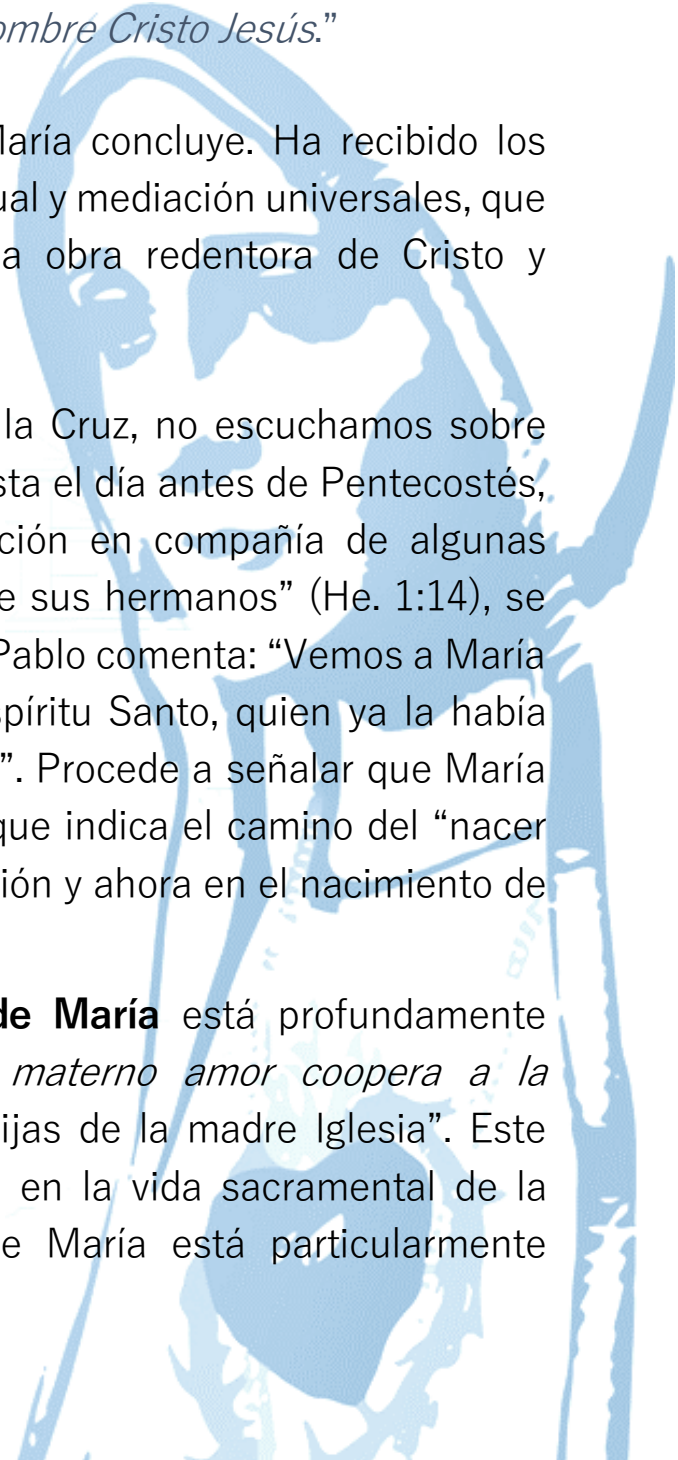 ombre Cristo Jesús.”
María concluye. Ha recibido los
ual y mediación universales, que
a obra redentora de Cristo y
la Cruz, no escuchamos sobre
sta el día antes de Pentecostés,
ción en compañía de algunas
e sus hermanos” (He. 1:14), se
Pablo comenta: “Vemos a María
spíritu Santo, quien ya la había
”. Procede a señalar que María
que indica el camino del “nacer
ión y ahora en el nacimiento de
de María está profundamente
materno amor coopera a la
ijas de la madre Iglesia”. Este
en la vida sacramental de la
e María está particularmente